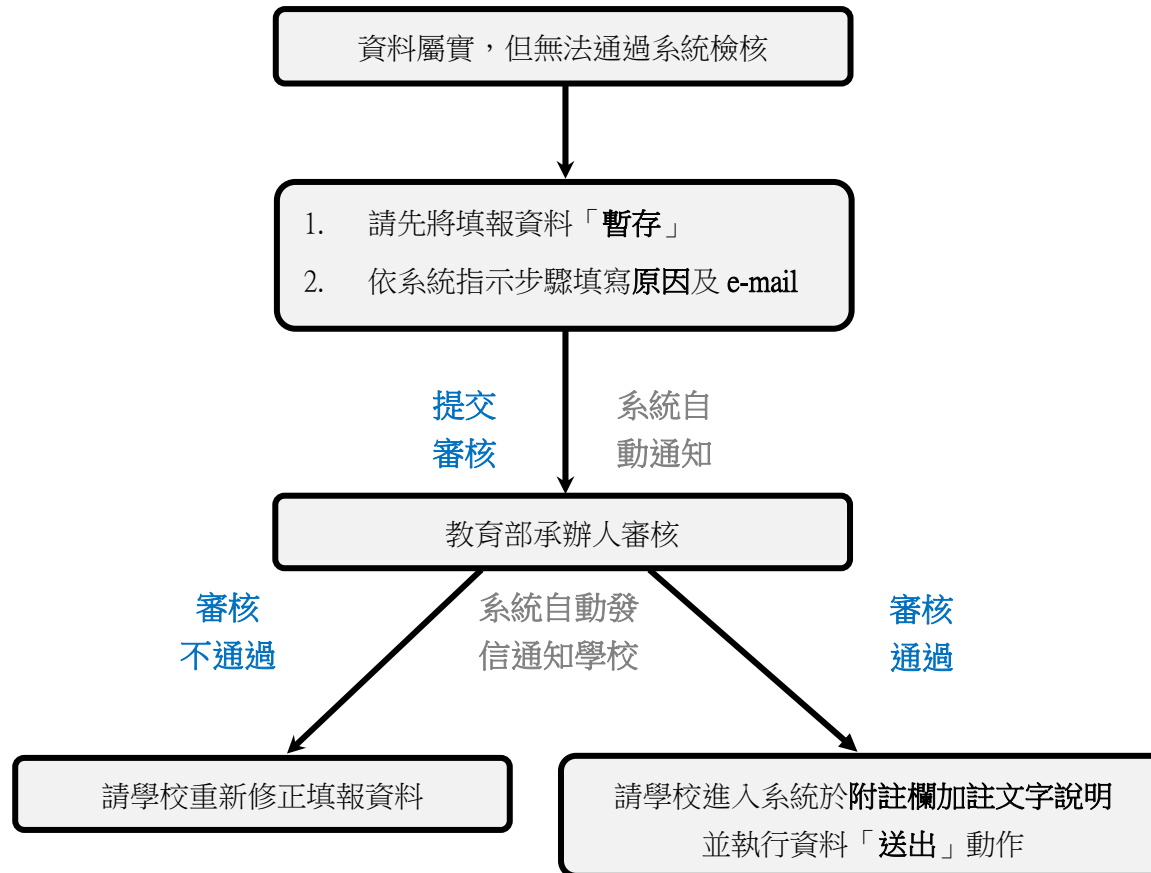 資料屬實，但無法通過系統檢核
1. 請先將填報資料「暫存」
2. 依系統指示步驟填寫原因及 e-mail
提交
審核
系統自
動通知
教育部承辦人審核
審核
不通過
系統自動發
信通知學校
審核
通過
請學校重新修正填報資料
請學校進入系統於附註欄加註文字說明
並執行資料「送出」動作